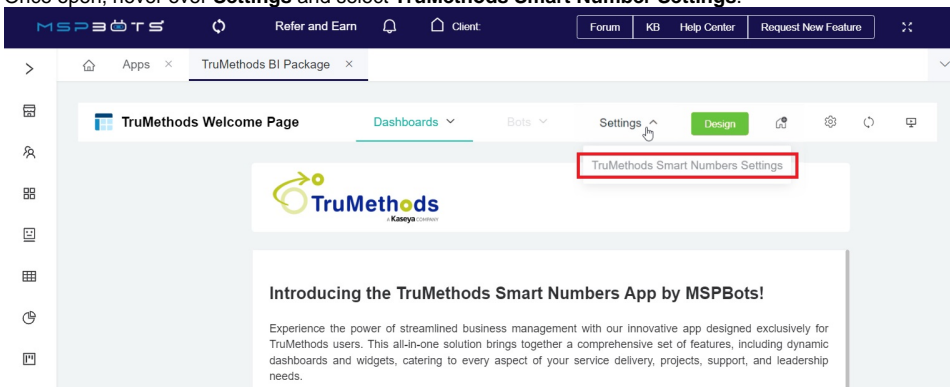 Once open, hover over Settings and select TruMethods Smart Number Settings.
MSPBOTS Refer and Earn Client: Forum KB Help Center Request New Feature
Apps × TruMethods BI Package ×
TruMethods Welcome Page Dashboards Bots Settings Design
TruMethods Smart Numbers Settings
TruMethods
A Kaseya COMPANY
Introducing the TruMethods Smart Numbers App by MSPBots!
Experience the power of streamlined business management with our innovative app designed exclusively for
TruMethods users. This all-in-one solution brings together a comprehensive set of features, including dynamic
dashboards and widgets, catering to every aspect of your service delivery, projects, support, and leadership
needs.